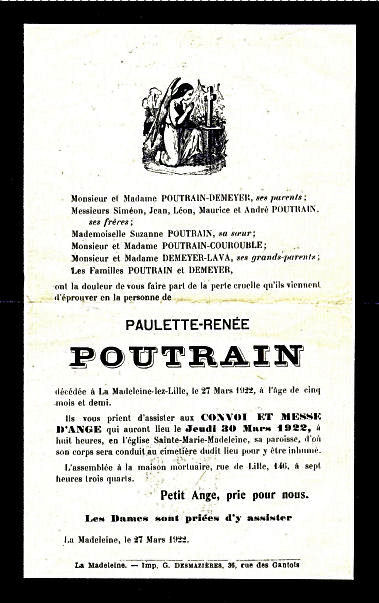 Monsieur et Madame POUTRAIN-DEMEYER, ses parents;
Messieurs Siméon, Jean, Léon, Maurice et André POUTRAIN,
ses frères;
Mademoiselle Suzanne POUTRAIN, sa sœur;
Monsieur et Madame POUTRAIN-COUROUBLE;
Monsieur et Madame DEMEYER-LAVA, ses grands-parents;
Les Familles POUTRAIN et DEMEYER,
ont la douleur de vous faire part de la perte cruelle qu'ils viennent
d'éprouver en la personne de
PAULETTE-RENÉE
POUTRAIN
décédée à La Madeleine-lez-Lille, le 27 Mars 1922, à l'âge de cinq
mois et demi.
Ils vous prient d'assister aux CONVOI ET MESSE
D'ANGE qui auront lieu le Jeudi 30 Mars 1922, à
huit heures, en l'église Sainte-Marie-Madeleine, sa paroisse, d'où
son corps sera conduit au cimetière dudit lieu pour y être inhumé.
L'assemblée à la maison mortuaire, rue de Lille, 146, à sept
heures trois quarts.
Petit Ange, prie pour nous.
Les Dames sont priées d'y assister
La Madeleine, le 27 Mars 1922.
La Madeleine. — Imp. G. DESMAZIÈRES, 36, rue des Gantois